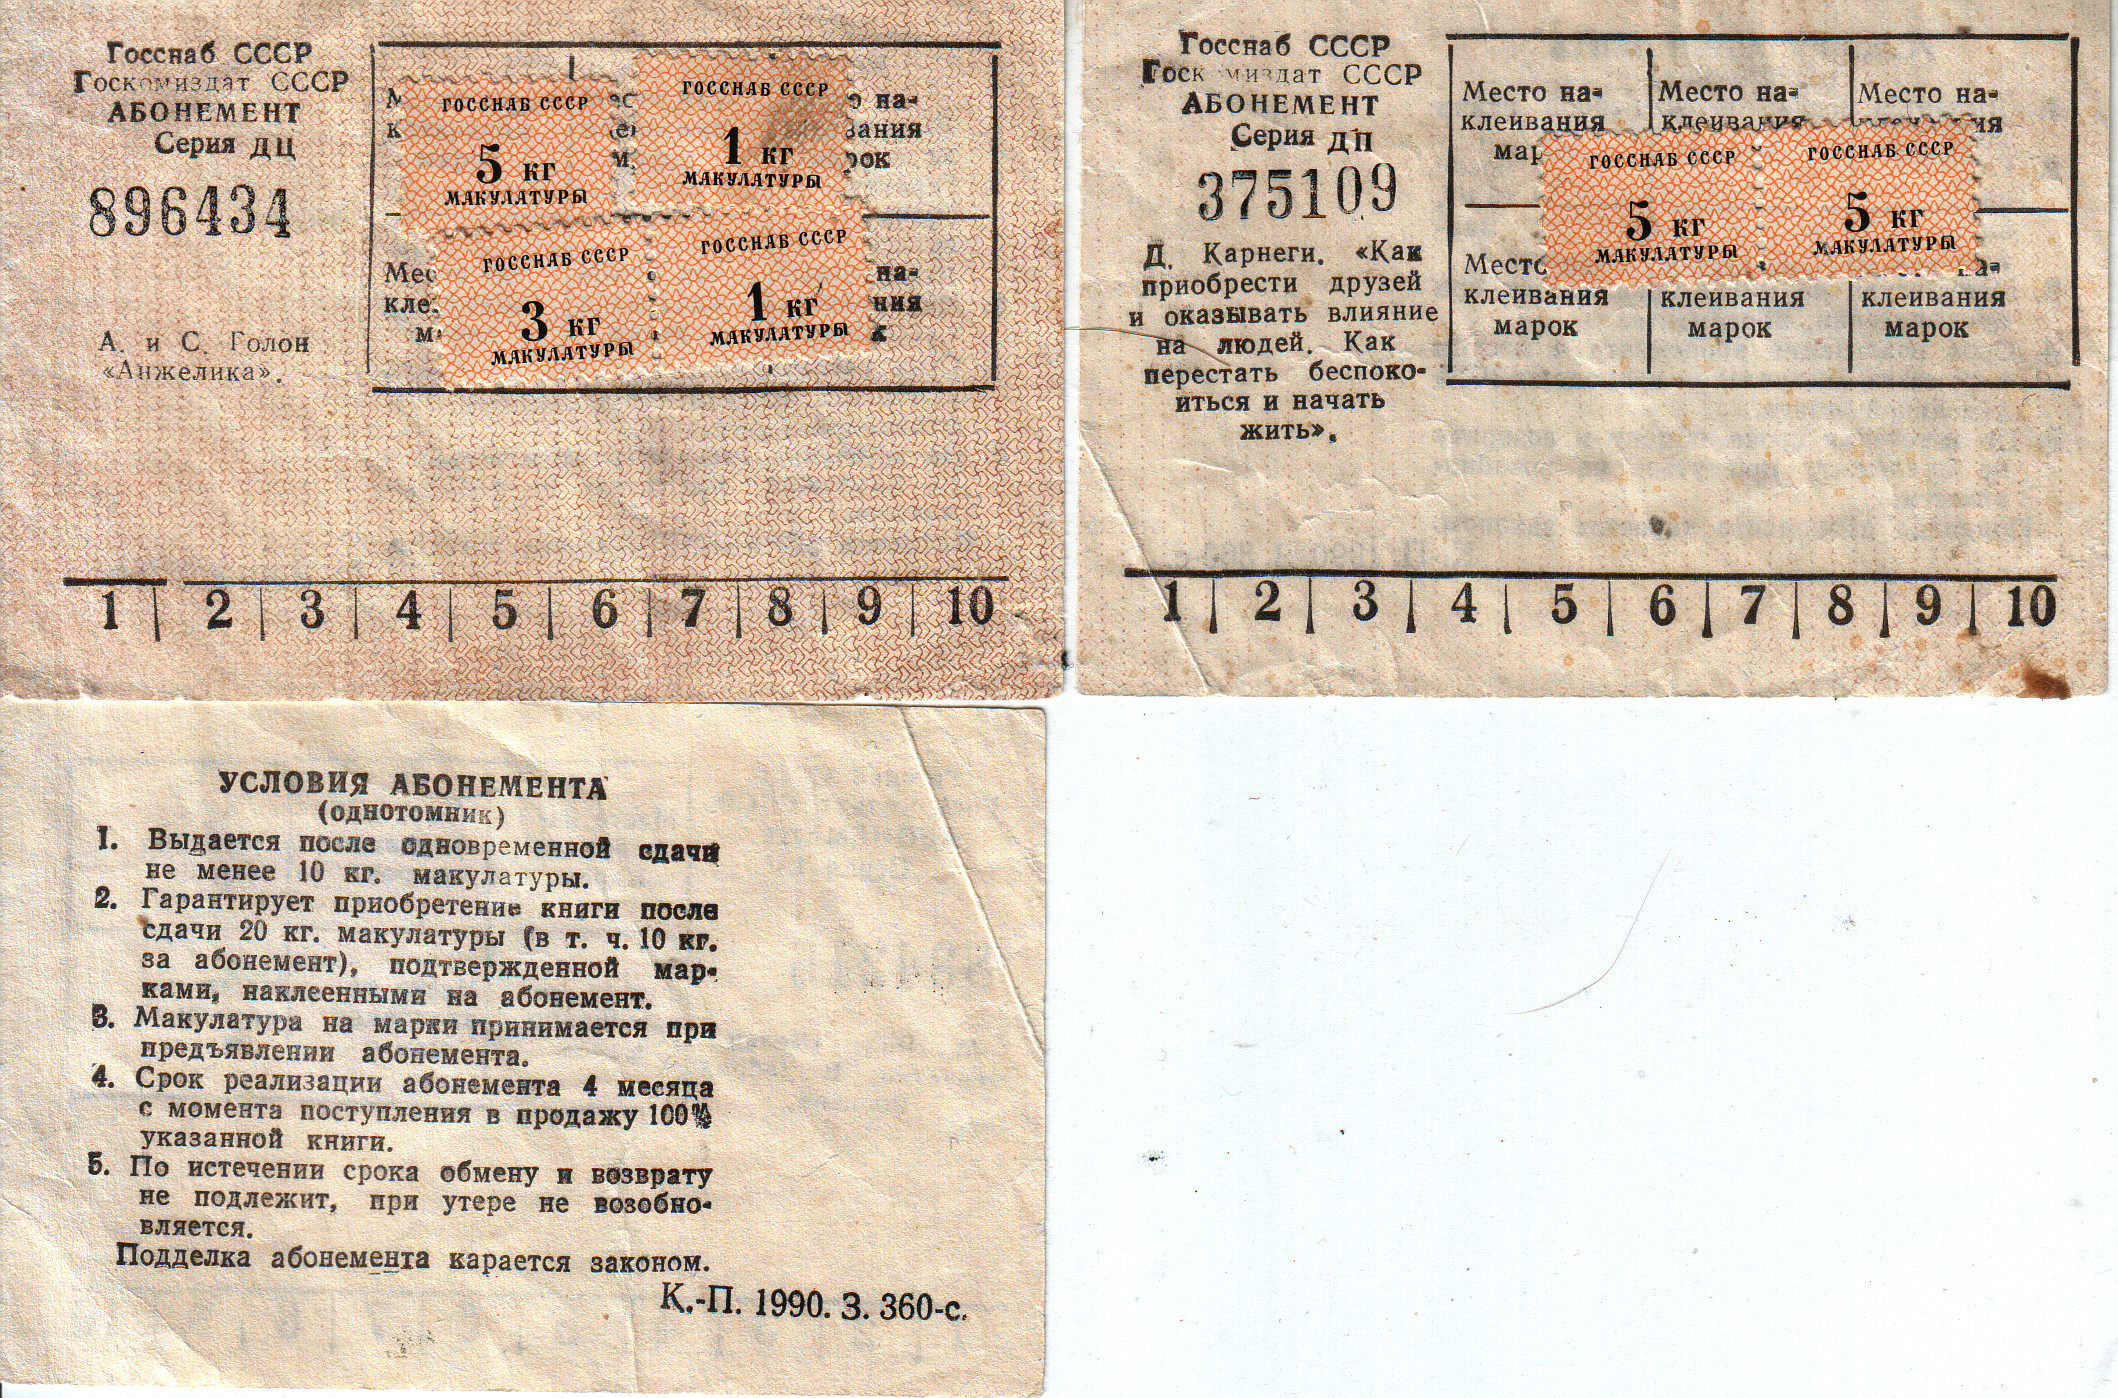 Госснаб СССР
Госкомиздат СССР
АБОНЕМЕНТ
Серия ДЦ
896434
А. и С. Голон
«Анжелика».
ГОССНАБ СССР
5 кг
МАКУЛАТУРЫ
ГОССНАБ СССР
1 кг
МАКУЛАТУРЫ
ГОССНАБ СССР
3 кг
МАКУЛАТУРЫ
ГОССНАБ СССР
1 кг
МАКУЛАТУРЫ
1 2 3 4 5 6 7 8 9 10
Госснаб СССР
Госкомиздат СССР
АБОНЕМЕНТ
Серия ДП
375109
Д. Карнеги. «Как
приобрести друзей
и оказывать влияние
на людей. Как
перестать беспоко-
иться и начать
жить».
Место на- Место на- Место на-
клеивания клеивания
ГОССНАБ СССР
5 кг
МАКУЛАТУРЫ
ГОССНАБ СССР
5 кг
МАКУЛАТУРЫ
клеивания клеивания клеивания
марок марок марок
1 2 3 4 5 6 7 8 9 10
УСЛОВИЯ АБОНЕМЕНТА
(однотомник)
1. Выдается после одновременной сдачи
не менее 10 кг. макулатуры.
2. Гарантирует приобретение книги после
сдачи 20 кг. макулатуры (в т. ч. 10 кг.
за абонемент), подтвержденной мар-
ками, наклеенными на абонемент.
3. Макулатура на марки принимается при
предъявлении абонемента.
4. Срок реализации абонемента 4 месяца
с момента поступления в продажу 100%
указанной книги.
5. По истечении срока обмену и возврату
не подлежит, при утере не возобно-
вляется.
Подделка абонемента карается законом.
К.-П. 1990. З. 360-с.